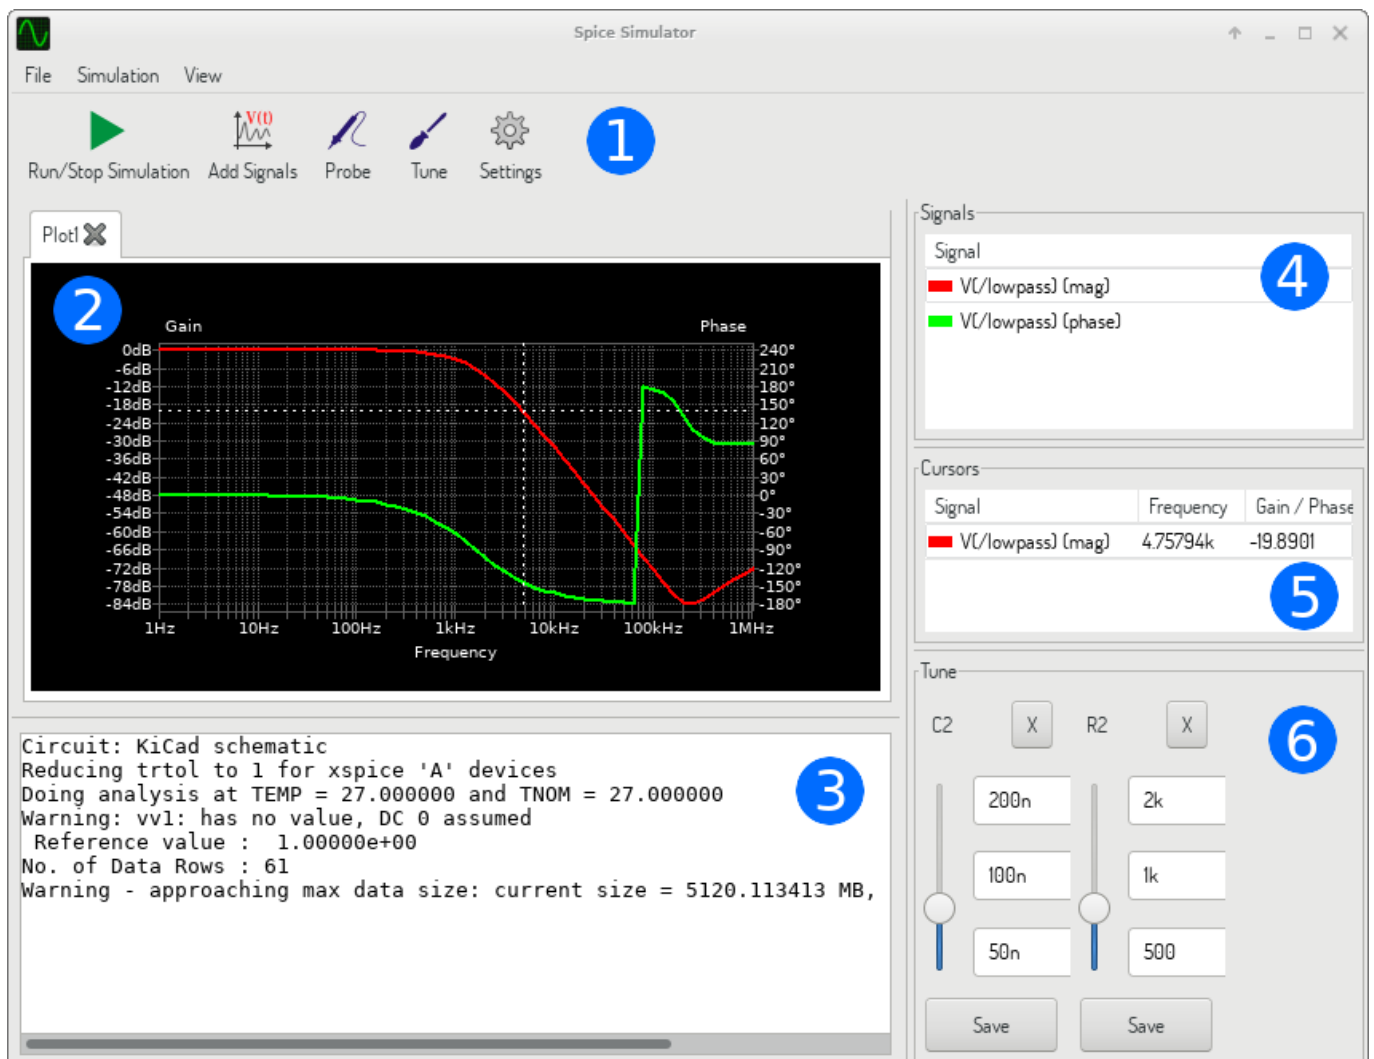 Spice Simulator
File Simulation View
Run/Stop Simulation Add Signals Probe Tune Settings
V(t)
1
Plot1
2
Gain Phase
0dB 240°
-6dB 210°
-12dB 180°
-18dB 150°
-24dB 120°
-30dB 90°
-36dB 60°
-42dB 30°
-48dB 0°
-54dB -30°
-60dB -60°
-66dB -90°
-72dB -120°
-78dB -150°
-84dB -180°
1Hz 10Hz 100Hz 1kHz 10kHz 100kHz 1MHz
Frequency
Circuit: KiCad schematic
Reducing trtol to 1 for xspice 'A' devices
Doing analysis at TEMP = 27.000000 and TNOM = 27.000000
Warning: vv1: has no value, DC 0 assumed
Reference value : 1.00000e+00
No. of Data Rows : 61
Warning - approaching max data size: current size = 5120.113413 MB,
3
Signals
Signal
V(/lowpass) (mag)
V(/lowpass) (phase)
4
Cursors
Signal Frequency Gain / Phase
V(/lowpass) (mag) 4.75794k -19.8901
5
Tune
C2 X R2 X
6
200n 2k
100n 1k
50n 500
Save Save